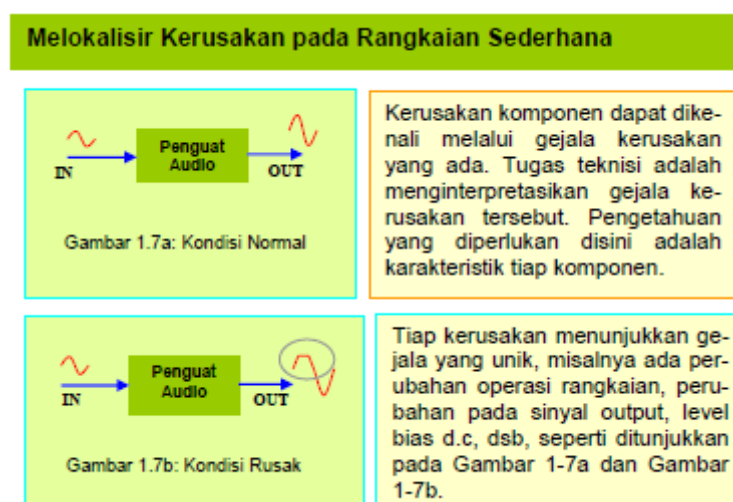 Melokalisir Kerusakan pada Rangkaian Sederhana
IN
Penguat
Audio
OUT
Gambar 1.7a: Kondisi Normal
Kerusakan komponen dapat dike-
nali melalui gejala kerusakan
yang ada. Tugas teknisi adalah
menginterpretasikan gejala ke-
rusakan tersebut. Pengetahuan
yang diperlukan disini adalah
karakteristik tiap komponen.
IN
Penguat
Audio
OUT
Gambar 1.7b: Kondisi Rusak
Tiap kerusakan menunjukkan ge-
jala yang unik, misalnya ada per-
ubahan operasi rangkaian, peru-
bahan pada sinyal output, level
bias d.c, dsb, seperti ditunjukkan
pada Gambar 1-7a dan Gambar
1-7b.